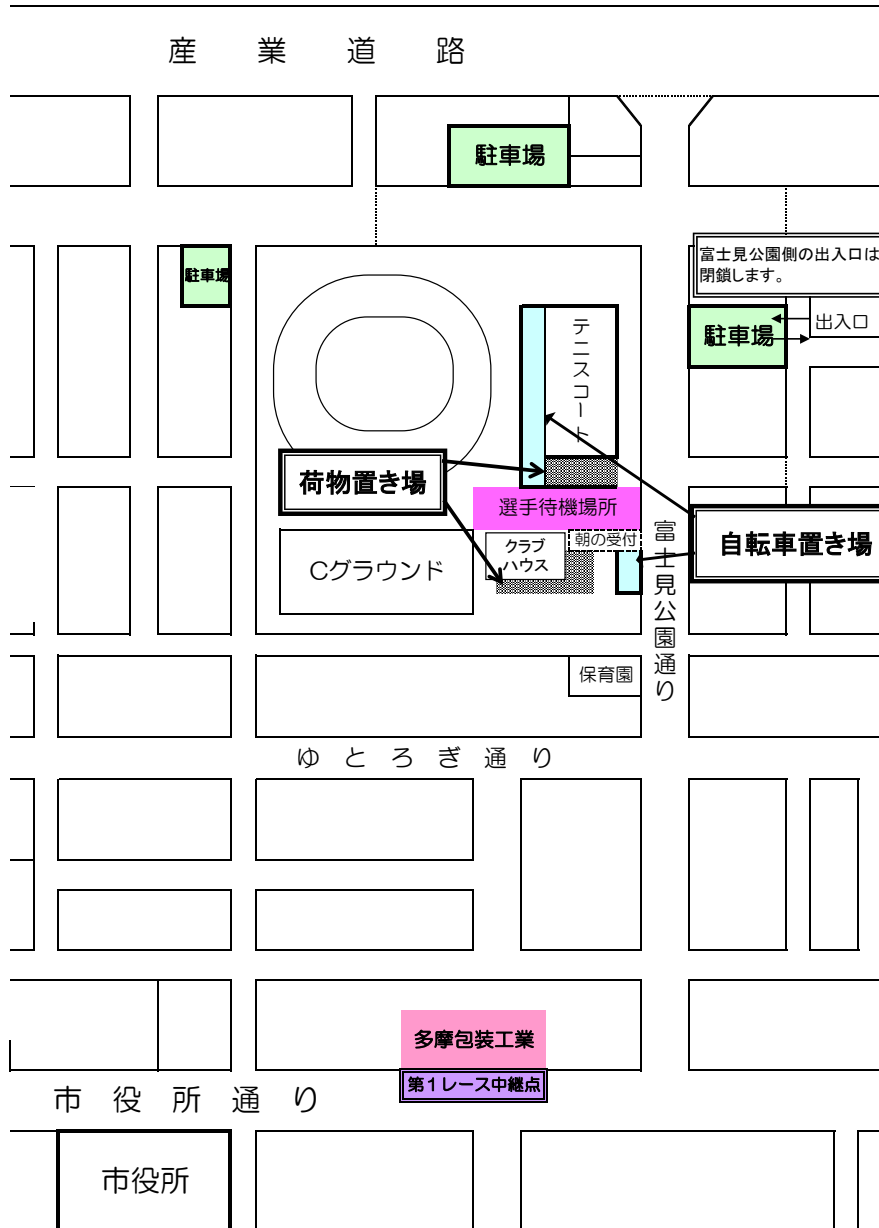 産業道路
駐車場
駐車場
富士見公園側の出入口は
閉鎖します。
テニスコート
駐車場
出入口
荷物置き場
選手待機場所
朝の受付
クラブ
ハウス
Cグラウンド
自転車置き場
富士見公園通り
保育園
ゆとろぎ通り
多摩包装工業
第1レース中継点
市役所通り
市役所